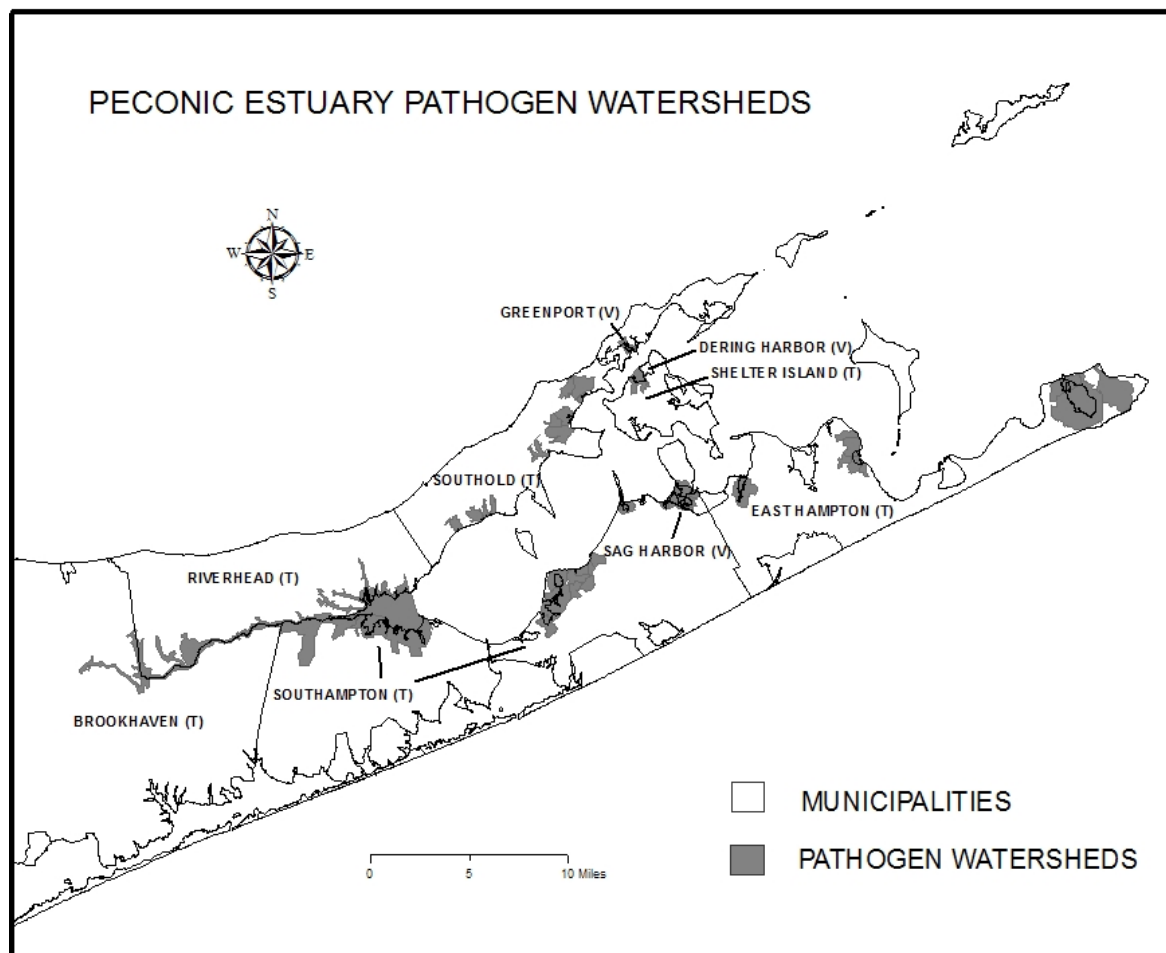 PECONIC ESTUARY PATHOGEN WATERSHEDS
N
W E
S
GREENPORT (V)
DERING HARBOR (V)
SHELTER ISLAND (T)
SOUTHOLD (T)
EAST HAMPTON (T)
SAG HARBOR (V)
RIVERHEAD (T)
SOUTHAMPTON (T)
BROOKHAVEN (T)
MUNICIPALITIES
PATHOGEN WATERSHEDS
0 5 10 Miles